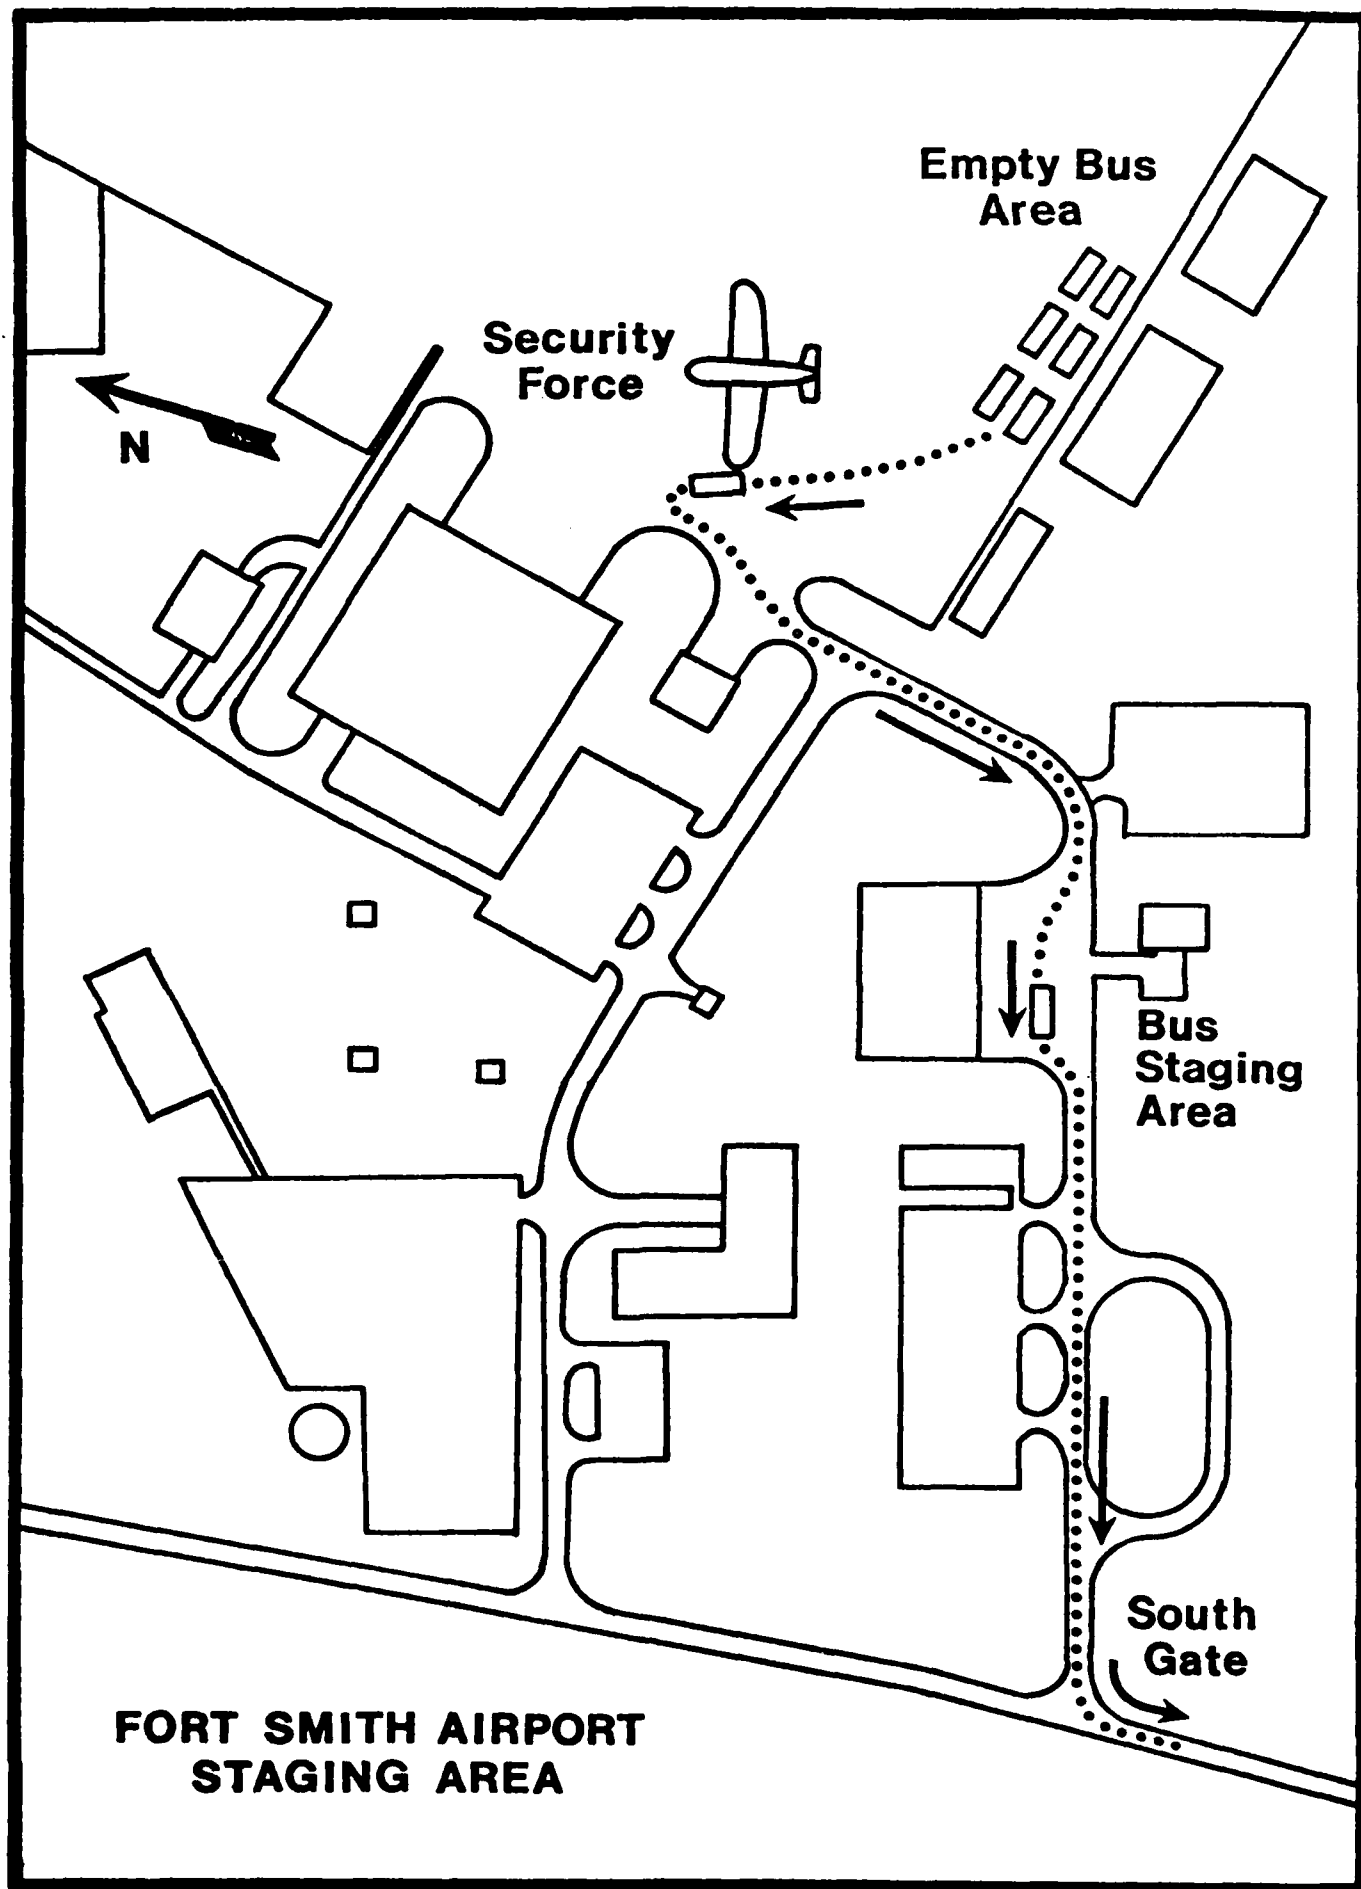 Empty Bus
Area
Security
Force
N
Bus
Staging
Area
South
Gate
FORT SMITH AIRPORT
STAGING AREA